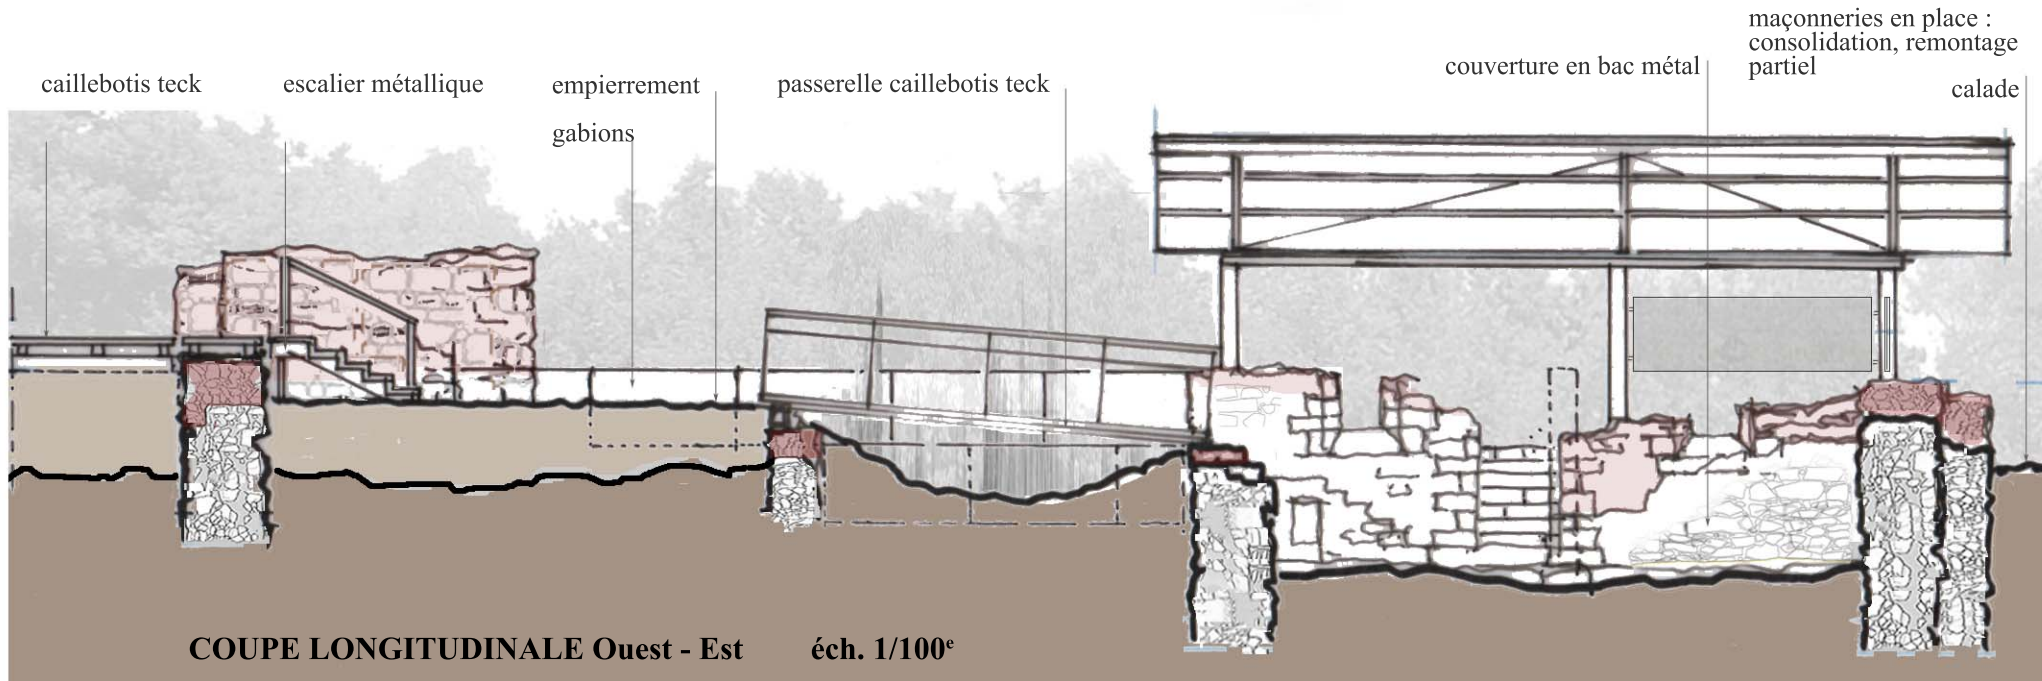 caillebotis teck
escalier métallique
empierrement
gabions
passerelle caillebotis teck
couverture en bac métal
maçonneries en place :
consolidation, remontage
partiel
calade
COUPE LONGITUDINALE Ouest - Est
éch. 1/100ᵉ